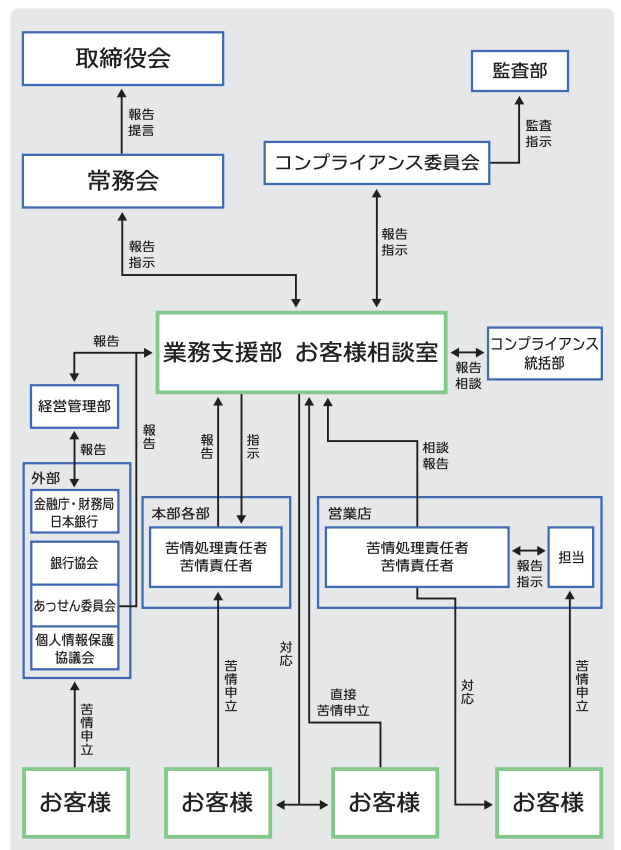 取締役会
監査部
報告
提言
監査
指示
常務会
コンプライアンス委員会
報告
指示
報告
指示
業務支援部 お客様相談室
コンプライアンス
統括部
報告
相談
報告
経営管理部
報告
報告
報告
指示
相談
報告
外部
金融庁・財務局
日本銀行
銀行協会
あっせん委員会
個人情報保護
協議会
本部各部
苦情処理責任者
苦情責任者
営業店
苦情処理責任者
苦情責任者
報告
指示
担当
苦情申立
苦情申立
対応
直接
苦情申立
対応
苦情申立
お客様
お客様
お客様
お客様